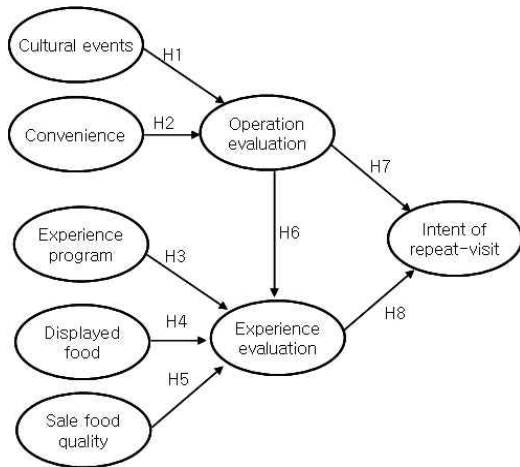 Cultural events
H1
Convenience
H2
Operation
evaluation
H7
Experience
program
H3
H6
Intent of
repeat-visit
Displayed
food
H4
Experience
evaluation
H8
H5
Sale food
quality